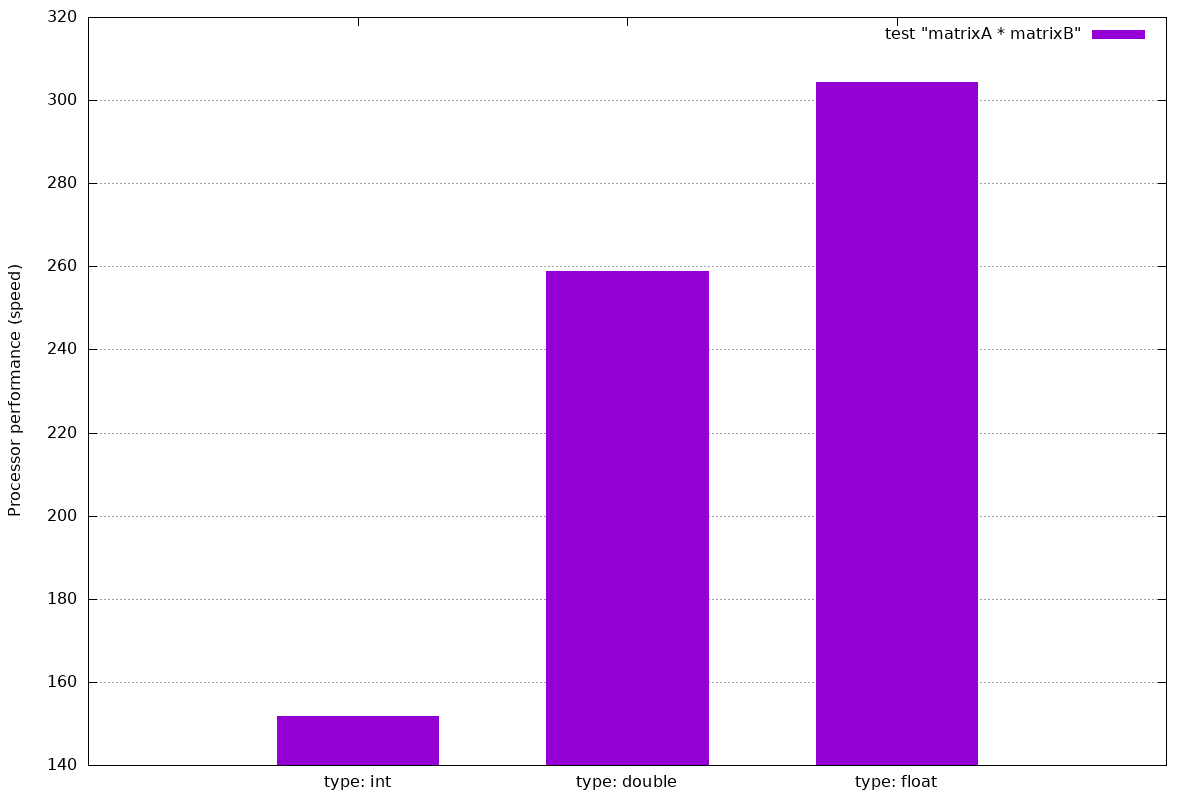 320
test "matrixA * matrixB"
300
280
260
240
220
200
180
160
140
Processor performance (speed)
type: int
type: double
type: float